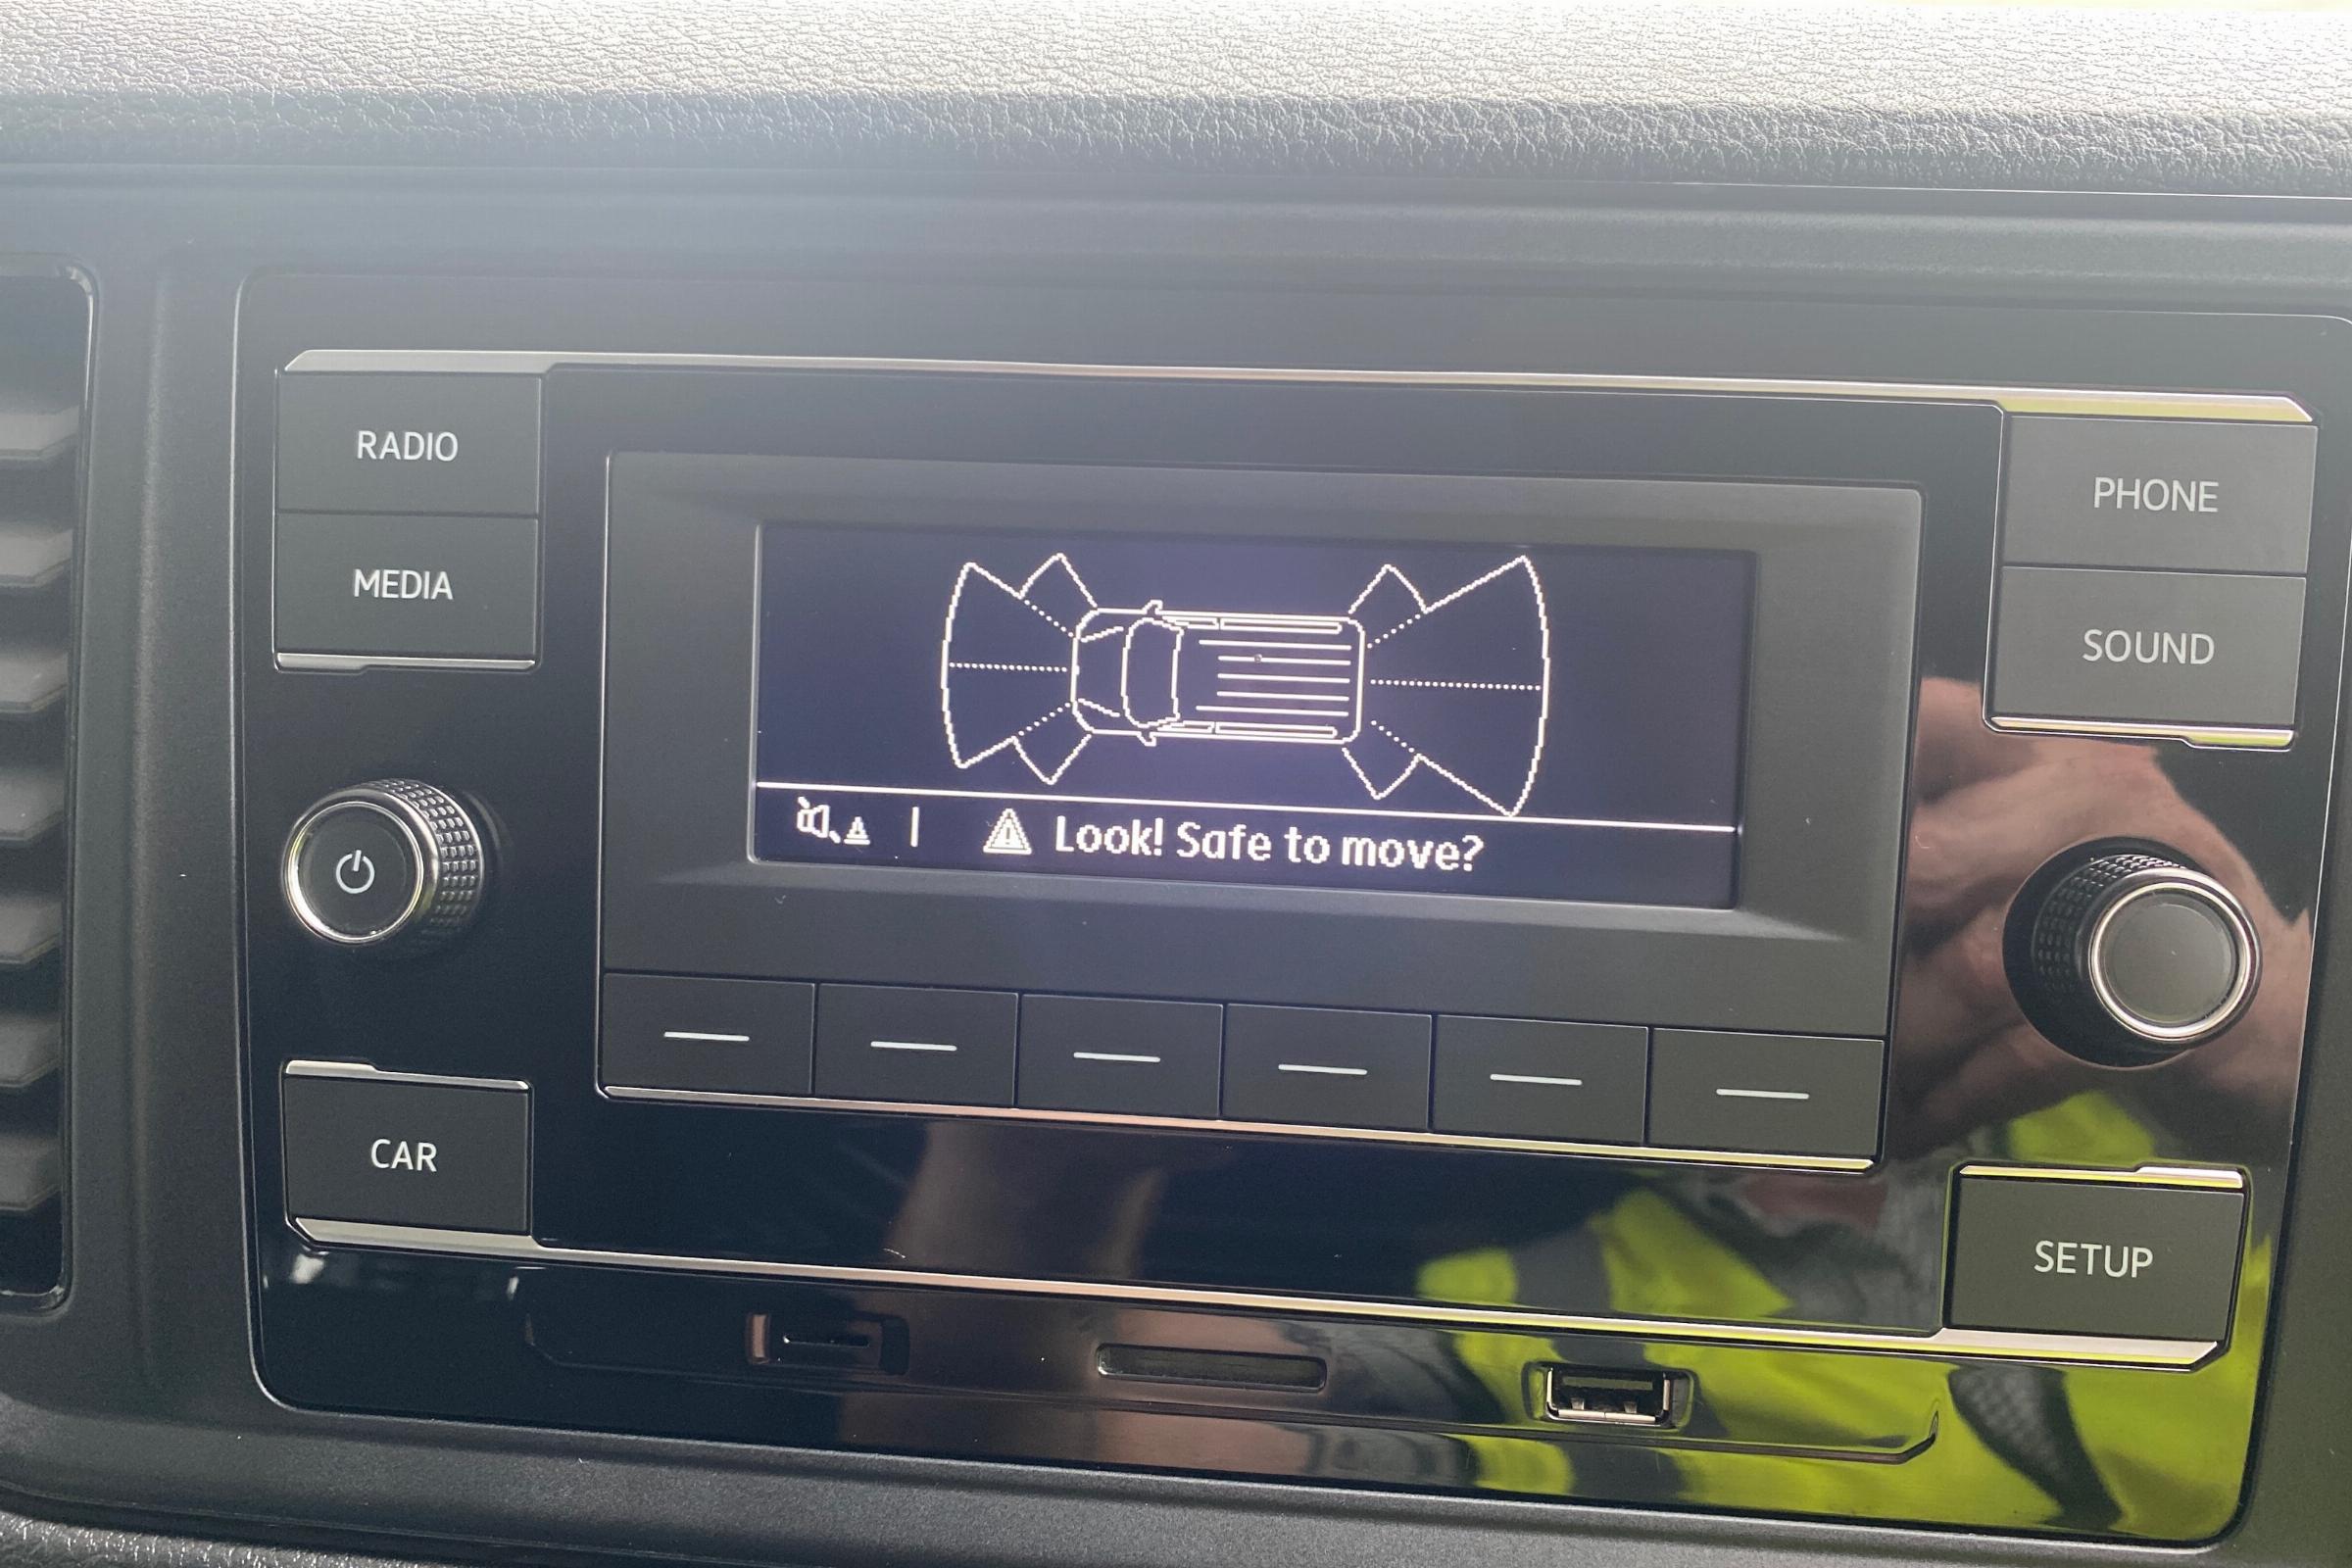 RADIO
MEDIA
PHONE
SOUND
Look! Safe to move?
CAR
SETUP